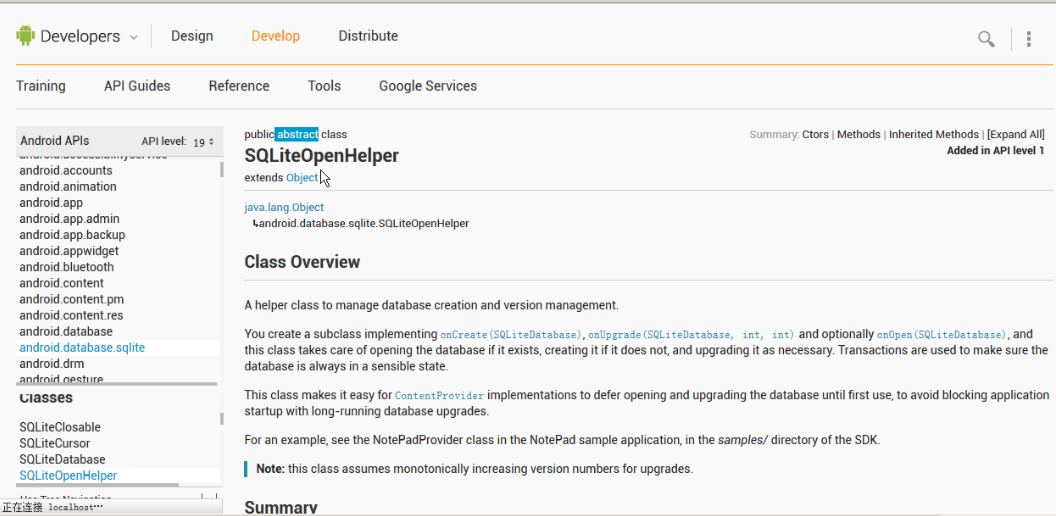 Developers
Design
Develop
Distribute
Training
API Guides
Reference
Tools
Google Services
Android APIs
API level: 19
android.accessibilityservice
android.accounts
android.animation
android.app
android.app.admin
android.app.backup
android.appwidget
android.bluetooth
android.content
android.content.pm
android.content.res
android.database
android.database.sqlite
android.drm
android.gesture
Classes
SQLiteClosable
SQLiteCursor
SQLiteDatabase
SQLiteOpenHelper
Use Tree Navigation
正在连接 localhost…
public abstract class
SQLiteOpenHelper
extends Object
Summary: Ctors | Methods | Inherited Methods | [Expand All]
Added in API level 1
java.lang.Object
↳android.database.sqlite.SQLiteOpenHelper
Class Overview
A helper class to manage database creation and version management.
You create a subclass implementing onCreate(SQLiteDatabase), onUpgrade(SQLiteDatabase, int, int) and optionally onOpen(SQLiteDatabase), and
this class takes care of opening the database if it exists, creating it if it does not, and upgrading it as necessary. Transactions are used to make sure the
database is always in a sensible state.
This class makes it easy for ContentProvider implementations to defer opening and upgrading the database until first use, to avoid blocking application
startup with long-running database upgrades.
For an example, see the NotePadProvider class in the NotePad sample application, in the samples/ directory of the SDK.
Note: this class assumes monotonically increasing version numbers for upgrades.
Summary